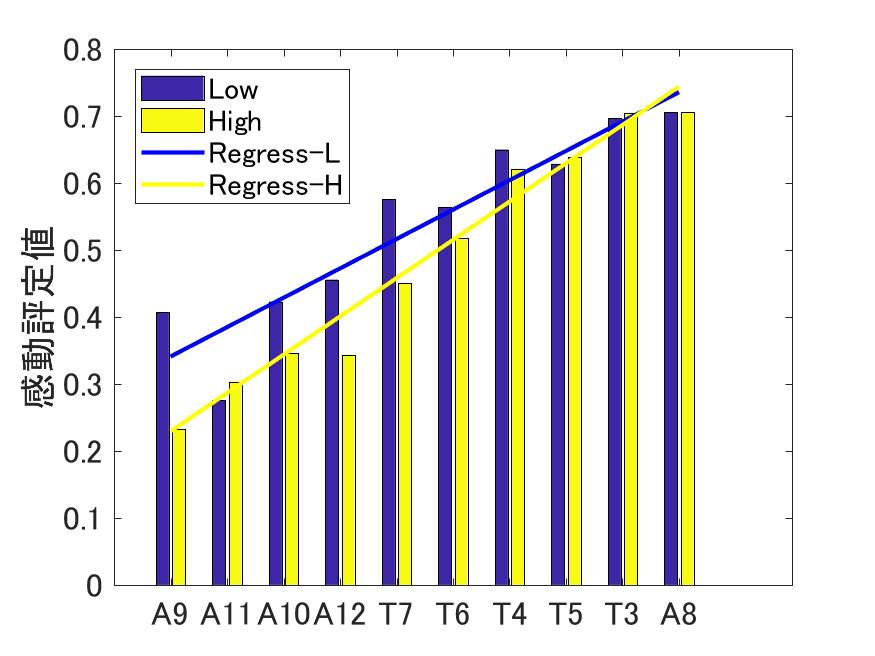 0.8
0.7
0.6
0.5
0.4
0.3
0.2
0.1
0
感動評定値
Low
High
Regress-L
Regress-H
A9 A11 A10 A12 T7 T6 T4 T5 T3 A8